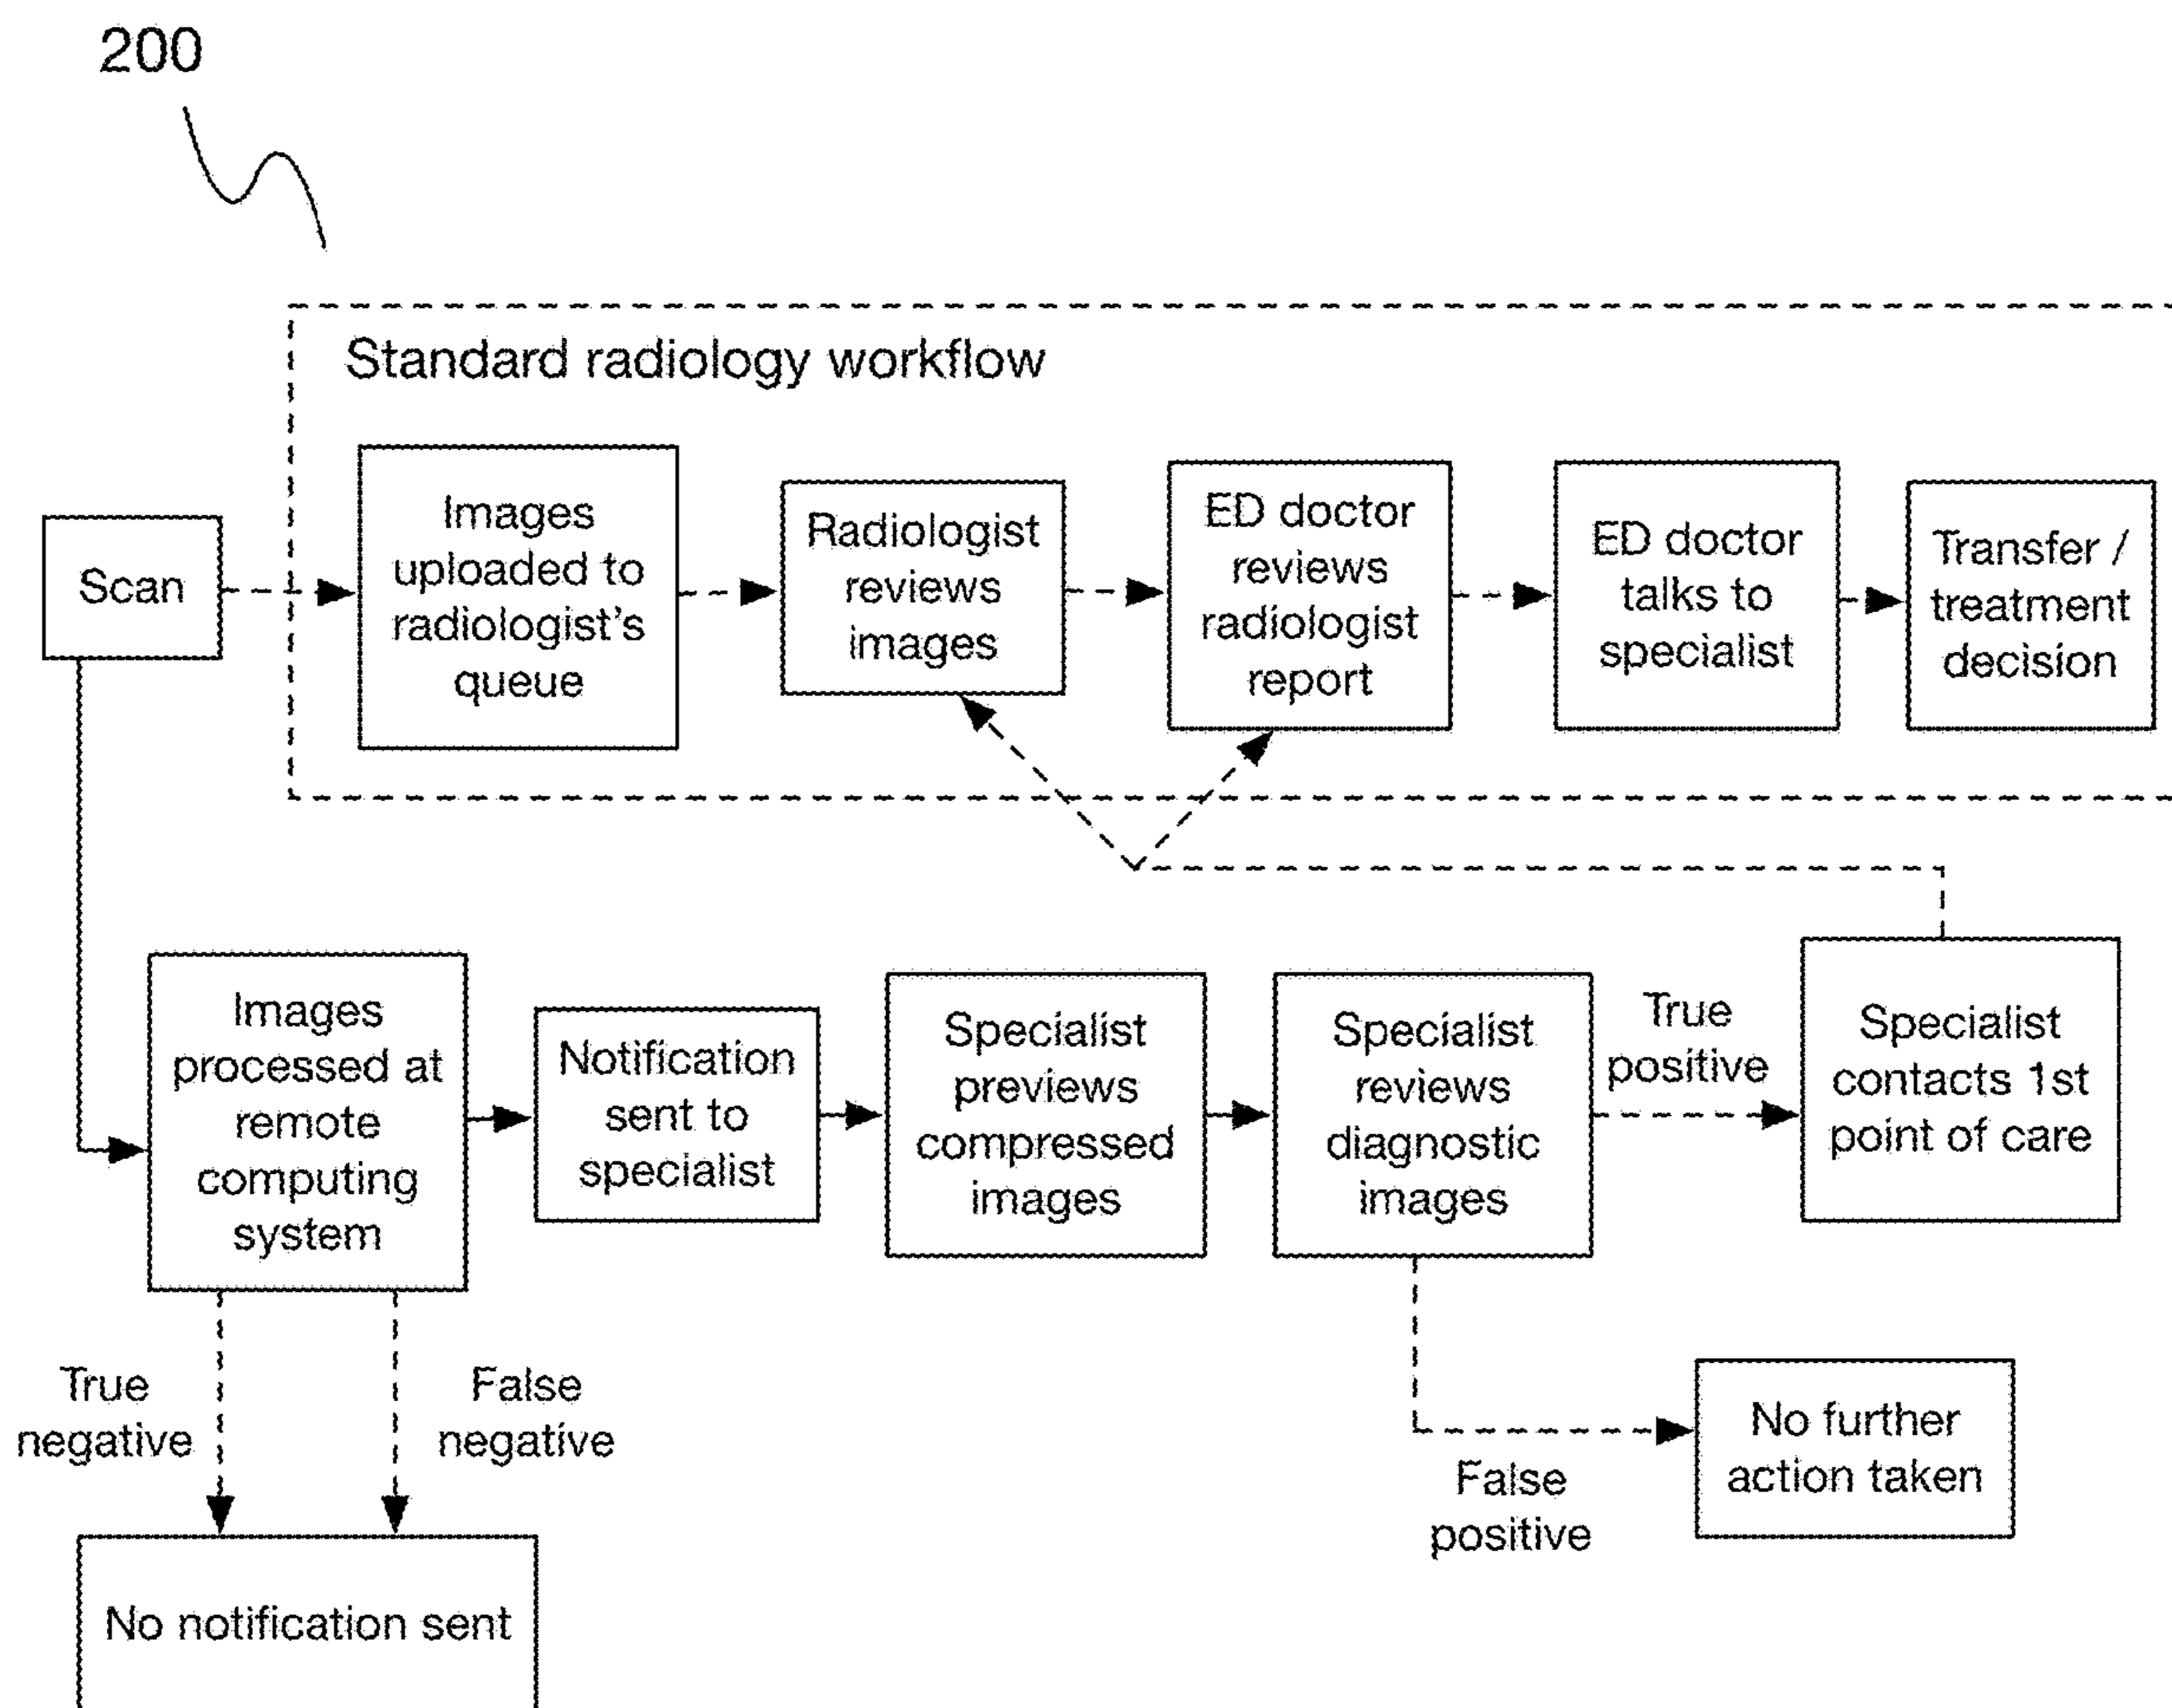 200
Standard radiology workflow
Scan
Images
uploaded to
radiologist's
queue
Radiologist
reviews
images
ED doctor
reviews
radiologist
report
ED doctor
talks to
specialist
Transfer /
treatment
decision
Images
processed at
remote
computing
system
Notification
sent to
specialist
Specialist
previews
compressed
images
Specialist
reviews
diagnostic
images
True
positive
Specialist
contacts 1st
point of care
True
negative
False
negative
False
positive
No further
action taken
No notification sent